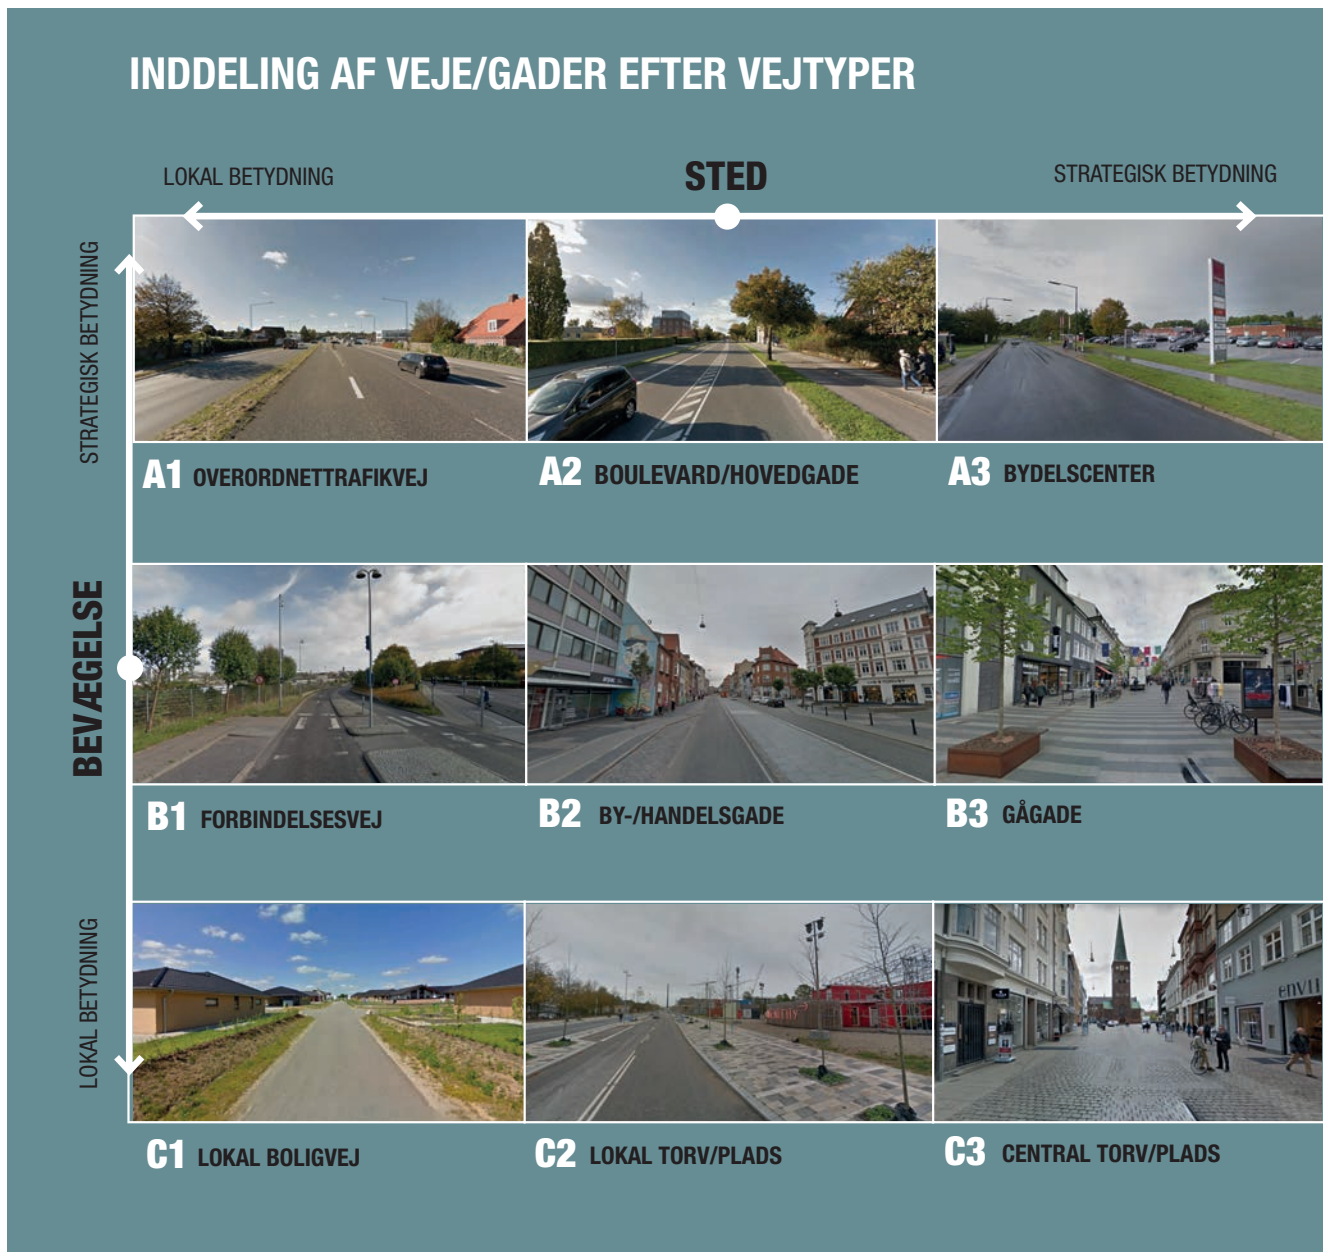 INDDELING AF VEJE/GADER EFTER VEJTYPER
LOKAL BETYDNING
STED
STRATEGISK BETYDNING
STRATEGISK BETYDNING
BEVÆGELSE
LOKAL BETYDNING
A1 OVERORDNETTRAFIKVEJ
A2 BOULEVARD/HOVEDGADE
A3 BYDELSCENTER
B1 FORBINDELSESVEJ
B2 BY-/HANDELSGADE
B3 GÅGADE
envii
C1 LOKAL BOLIGVEJ
C2 LOKAL TORV/PLADS
C3 CENTRAL TORV/PLADS